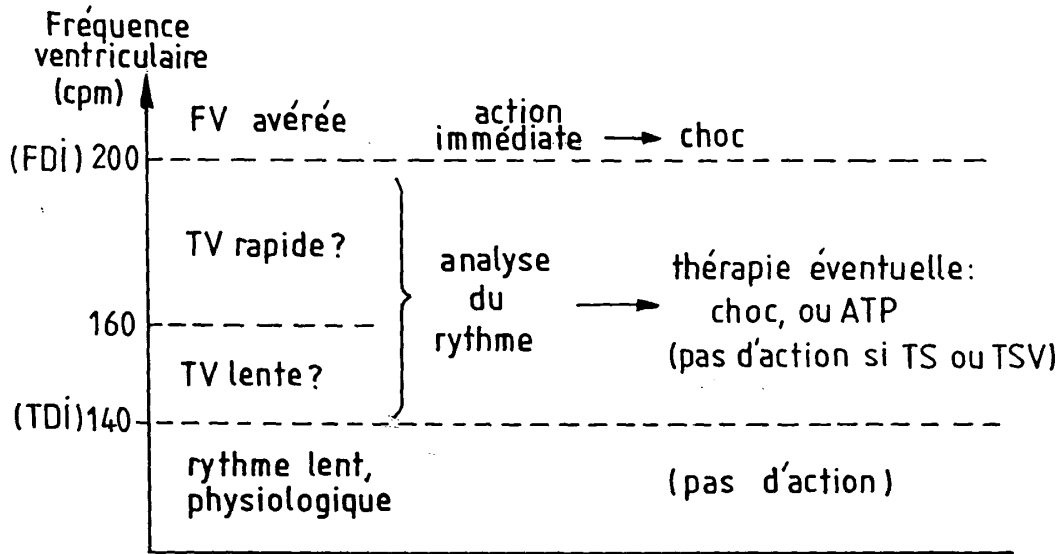 Fréquence
ventriculaire
(cpm)
FV avérée
action
immédiate
choc
(FDİ) 200
TV rapide ?
analyse
du
rythme
thérapie éventuelle:
choc, ou ATP
(pas d'action si TS ou TSV)
160
TV lente ?
(TDİ) 140
rythme lent,
physiologique
(pas d'action)